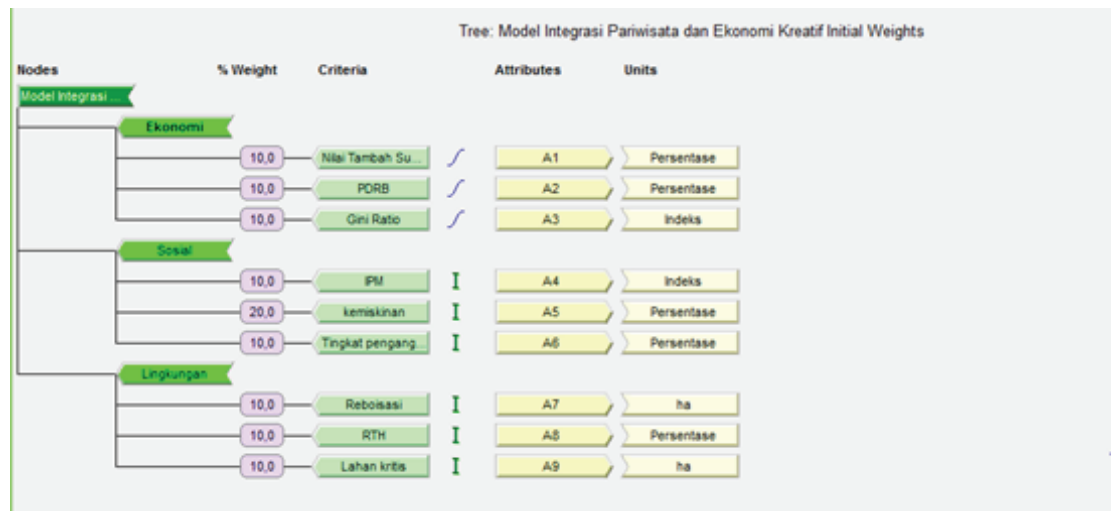 Tree: Model Integrasi Pariwisata dan Ekonomi Kreatif Initial Weights
Nodes % Weight Criteria Attributes Units
Model Integrasi ...
Ekonomi
10,0 Nilai Tambah Su... A1 Persentase
10,0 PDRB A2 Persentase
10,0 Gini Ratio A3 Indeks
Sosial
10,0 IPM A4 Indeks
20,0 kemiskinan A5 Persentase
10,0 Tingkat pengang... A6 Persentase
Lingkungan
10,0 Reboisasi A7 ha
10,0 RTH A8 Persentase
10,0 Lahan kritis A9 ha